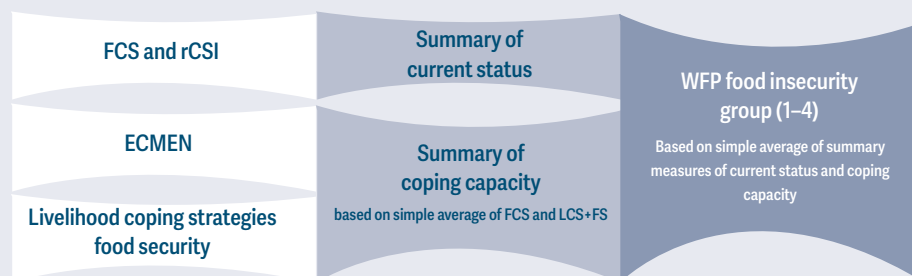 FCS and rCSI
ECMEN
Livelihood coping strategies
food security
Summary of
current status
Summary of
coping capacity
based on simple average of FCS and LCS+FS
WFP food insecurity
group (1–4)
Based on simple average of summary
measures of current status and coping
capacity